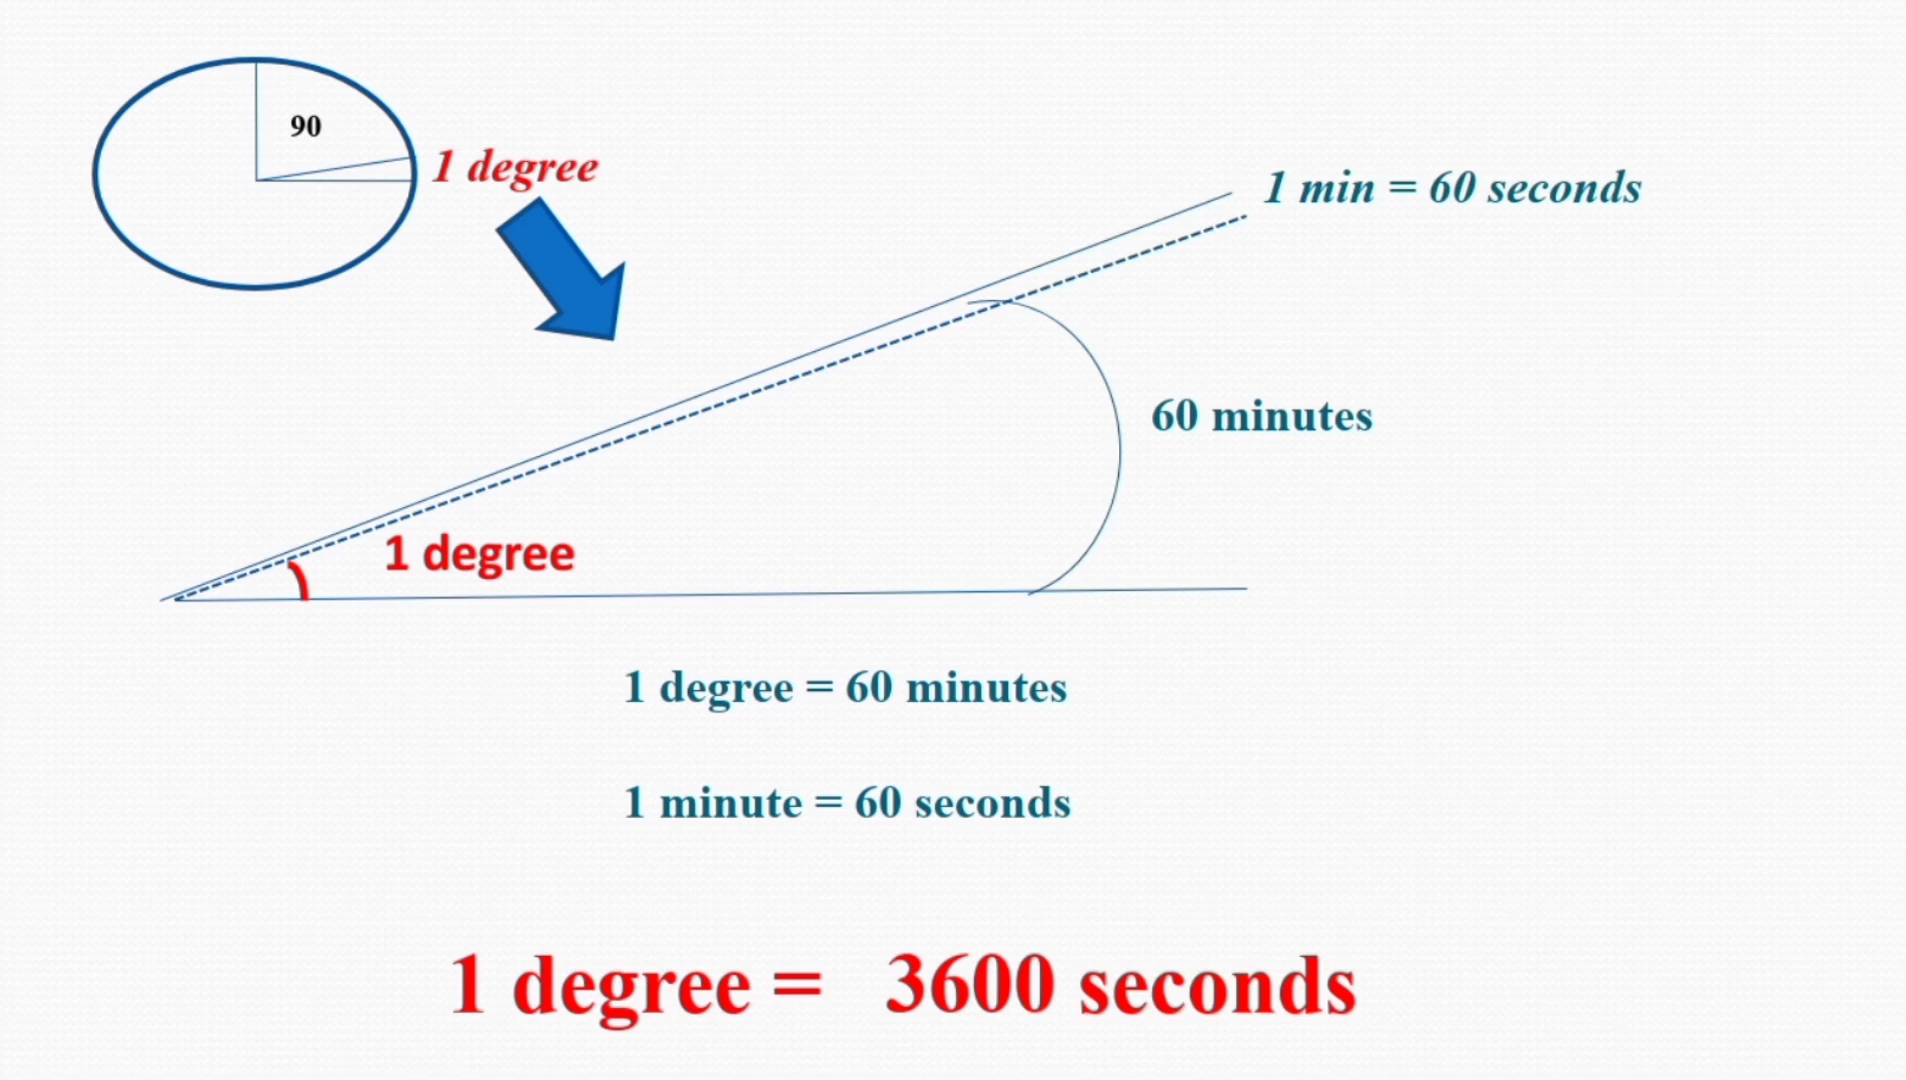 90
1 degree
1 min = 60 seconds
60 minutes
1 degree
1 degree = 60 minutes
1 minute = 60 seconds
1 degree = 3600 seconds